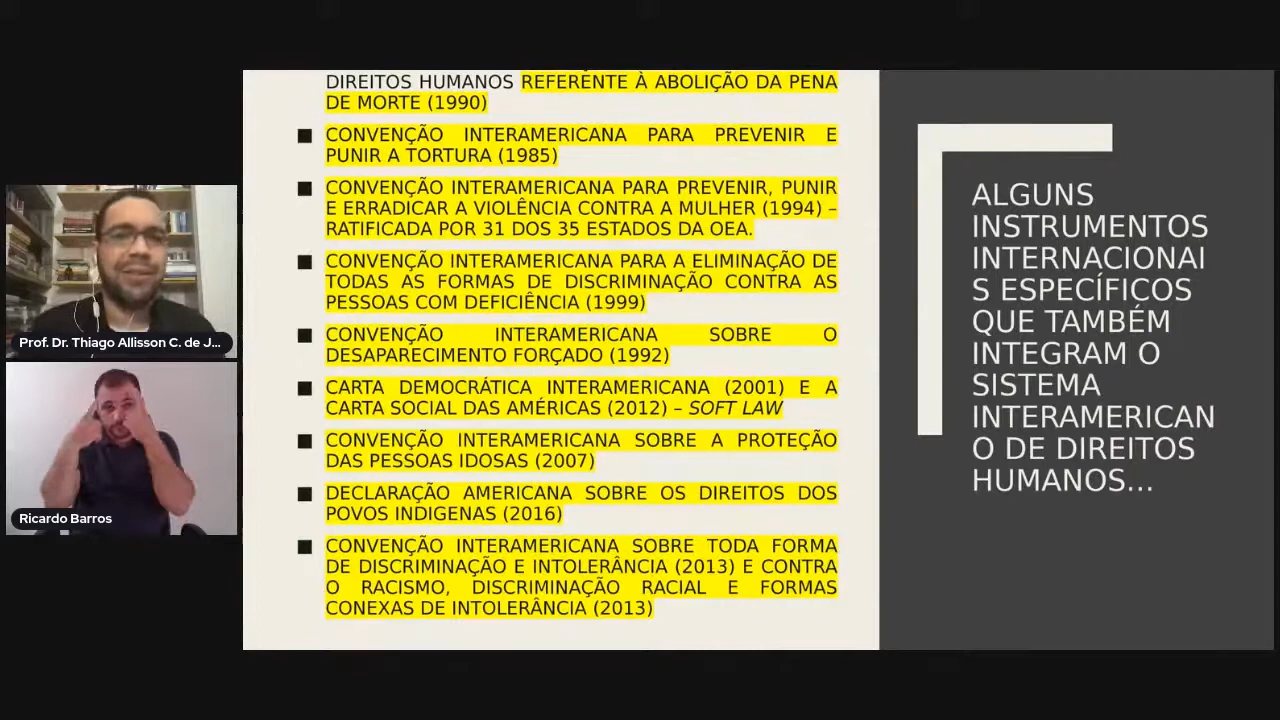 DIREITOS HUMANOS REFERENTE À ABOLIÇÃO DA PENA
DE MORTE (1990)
CONVENÇÃO INTERAMERICANA PARA PREVENIR E
PUNIR A TORTURA (1985)
CONVENÇÃO INTERAMERICANA PARA PREVENIR, PUNIR
E ERRADICAR A VIOLÊNCIA CONTRA A MULHER (1994) –
RATIFICADA POR 31 DOS 35 ESTADOS DA OEA.
CONVENÇÃO INTERAMERICANA PARA A ELIMINAÇÃO DE
TODAS AS FORMAS DE DISCRIMINAÇÃO CONTRA AS
PESSOAS COM DEFICIÊNCIA (1999)
CONVENÇÃO INTERAMERICANA SOBRE O
DESAPARECIMENTO FORÇADO (1992)
CARTA DEMOCRÁTICA INTERAMERICANA (2001) E A
CARTA SOCIAL DAS AMÉRICAS (2012) – SOFT LAW
CONVENÇÃO INTERAMERICANA SOBRE A PROTEÇÃO
DAS PESSOAS IDOSAS (2007)
DECLARAÇÃO AMERICANA SOBRE OS DIREITOS DOS
POVOS INDIGENAS (2016)
CONVENÇÃO INTERAMERICANA SOBRE TODA FORMA
DE DISCRIMINAÇÃO E INTOLERÂNCIA (2013) E CONTRA
O RACISMO, DISCRIMINAÇÃO RACIAL E FORMAS
CONEXAS DE INTOLERÂNCIA (2013)
ALGUNS
INSTRUMENTOS
INTERNACIONAI
S ESPECÍFICOS
QUE TAMBÉM
INTEGRAM O
SISTEMA
INTERAMERICAN
O DE DIREITOS
HUMANOS...
Prof. Dr. Thiago Allisson C. de J...
Ricardo Barros